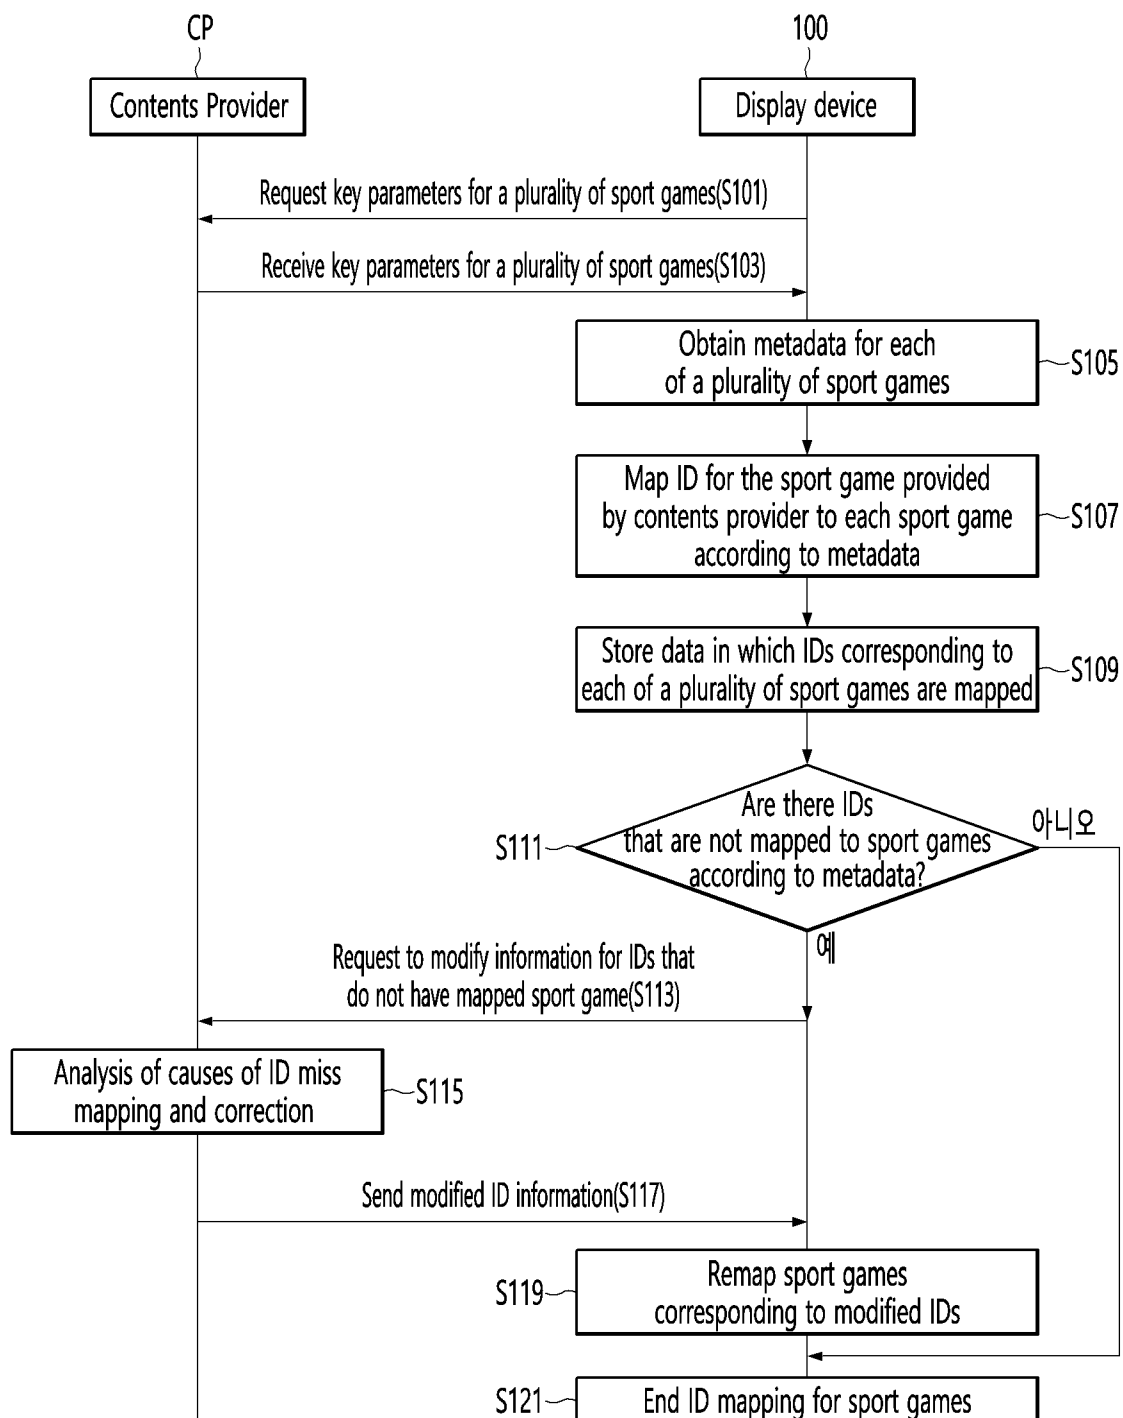 CP
100
Contents Provider
Display device
Request key parameters for a plurality of sport games(S101)
Receive key parameters for a plurality of sport games(S103)
Obtain metadata for each
of a plurality of sport games
S105
Map ID for the sport game provided
by contents provider to each sport game
according to metadata
S107
Store data in which IDs corresponding to
each of a plurality of sport games are mapped
S109
Are there IDs
that are not mapped to sport games
according to metadata?
S111
아니오
예
Request to modify information for IDs that
do not have mapped sport game(S113)
Analysis of causes of ID miss
mapping and correction
S115
Send modified ID information(S117)
S119
Remap sport games
corresponding to modified IDs
S121
End ID mapping for sport games